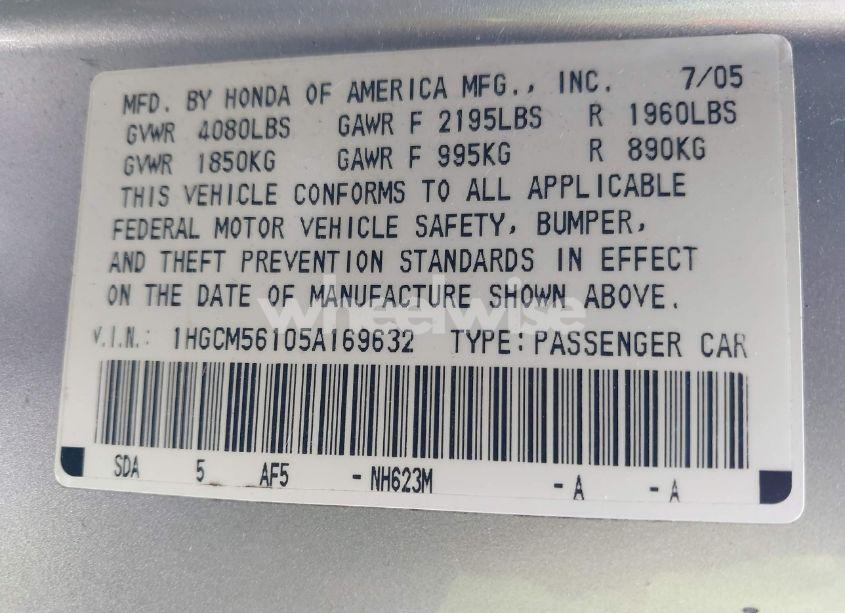 MFD. BY HONDA OF AMERICA MFG., INC. 7/05
GVWR 4080LBS GAWR F 2195LBS R 1960LBS
GVWR 1850KG GAWR F 995KG R 890KG
THIS VEHICLE CONFORMS TO ALL APPLICABLE
FEDERAL MOTOR VEHICLE SAFETY, BUMPER,
AND THEFT PREVENTION STANDARDS IN EFFECT
ON THE DATE OF MANUFACTURE SHOWN ABOVE.
wheelwise
V.I.N.: 1HGCM56105A169632 TYPE: PASSENGER CAR
SDA 5 AF5 - NH623M - A - A